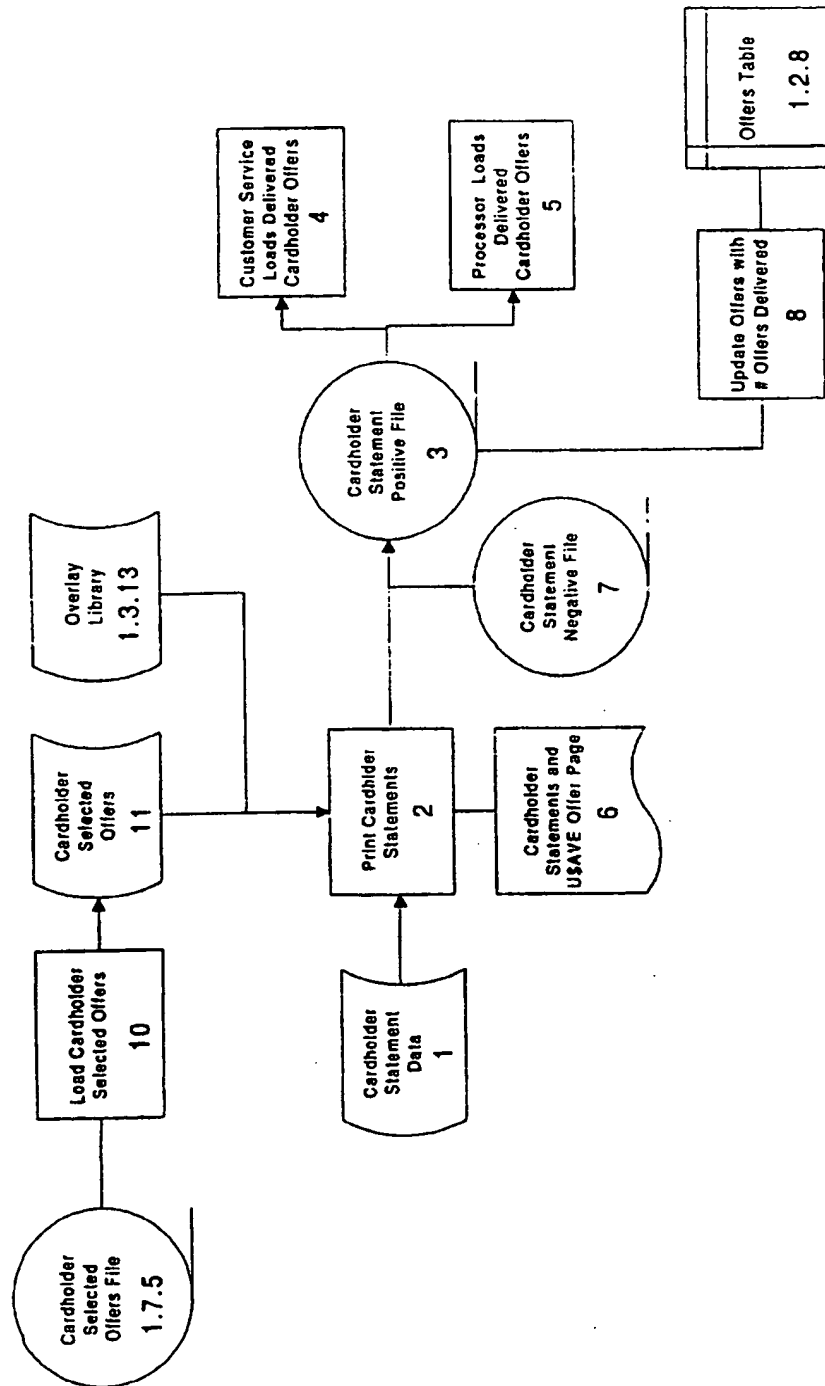 Cardholder
Selected
Offers File
1.7.5
Load Cardholder
Selected Offers
10
Cardholder
Selected
Offers
11
Overlay
Library
1.3.13
Cardholder
Statement
Data
1
Print Cardhlder
Statements
2
Cardholder
Statements and
U$AVE Offer Page
6
Cardholder
Statement
Positive File
3
Cardholder
Statement
Negative File
7
Customer Service
Loads Delivered
Cardholder Offers
4
Processor Loads
Delivered
Cardholder Offers
5
Update Offers with
# Offers Delivered
8
Offers Table
1.2.8